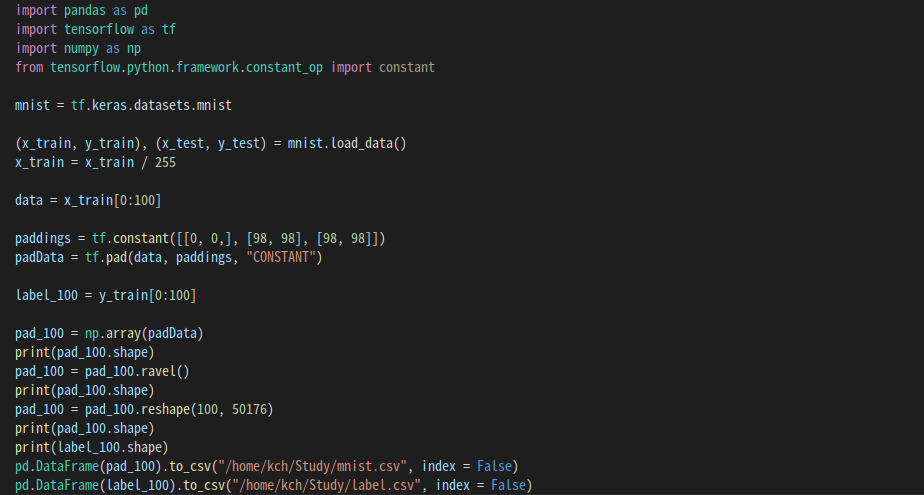 import pandas as pd
import tensorflow as tf
import numpy as np
from tensorflow.python.framework.constant_op import constant
mnist = tf.keras.datasets.mnist
(x_train, y_train), (x_test, y_test) = mnist.load_data()
x_train = x_train / 255
data = x_train[0:100]
paddings = tf.constant([[0, 0,], [98, 98], [98, 98]])
padData = tf.pad(data, paddings, "CONSTANT")
label_100 = y_train[0:100]
pad_100 = np.array(padData)
print(pad_100.shape)
pad_100 = pad_100.ravel()
print(pad_100.shape)
pad_100 = pad_100.reshape(100, 50176)
print(pad_100.shape)
print(label_100.shape)
pd.DataFrame(pad_100).to_csv("/home/kch/Study/mnist.csv", index = False)
pd.DataFrame(label_100).to_csv("/home/kch/Study/label.csv", index = False)